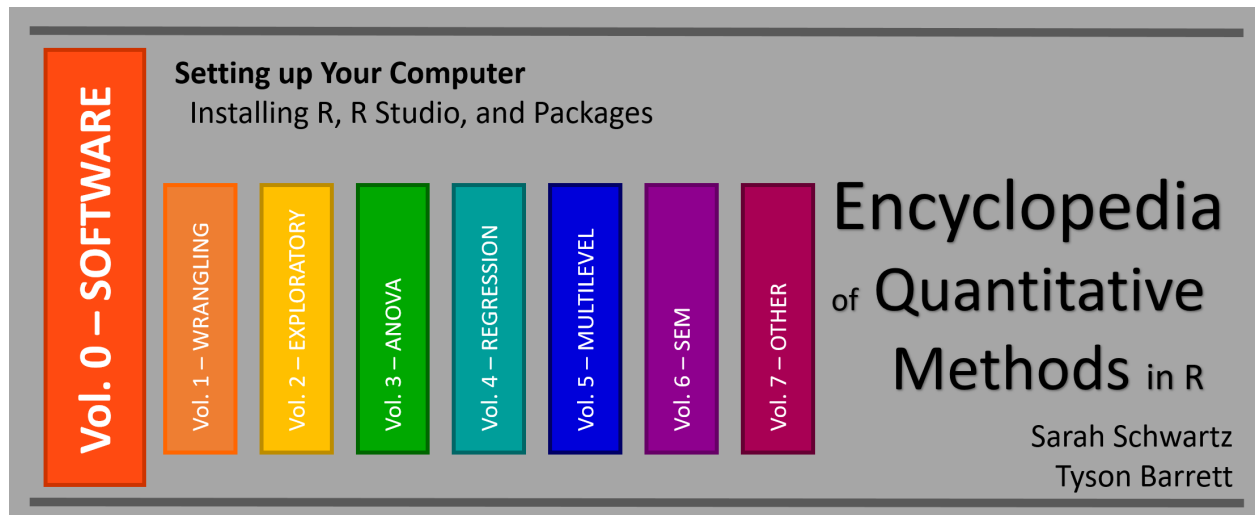 Vol. 0 – SOFTWARE
Setting up Your Computer
Installing R, R Studio, and Packages
Vol. 1 – WRANGLING
Vol. 2 – EXPLORATORY
Vol. 3 – ANOVA
Vol. 4 – REGRESSION
Vol. 5 – MULTILEVEL
Vol. 6 – SEM
Vol. 7 – OTHER
Encyclopedia
of Quantitative
Methods in R
Sarah Schwartz
Tyson Barrett